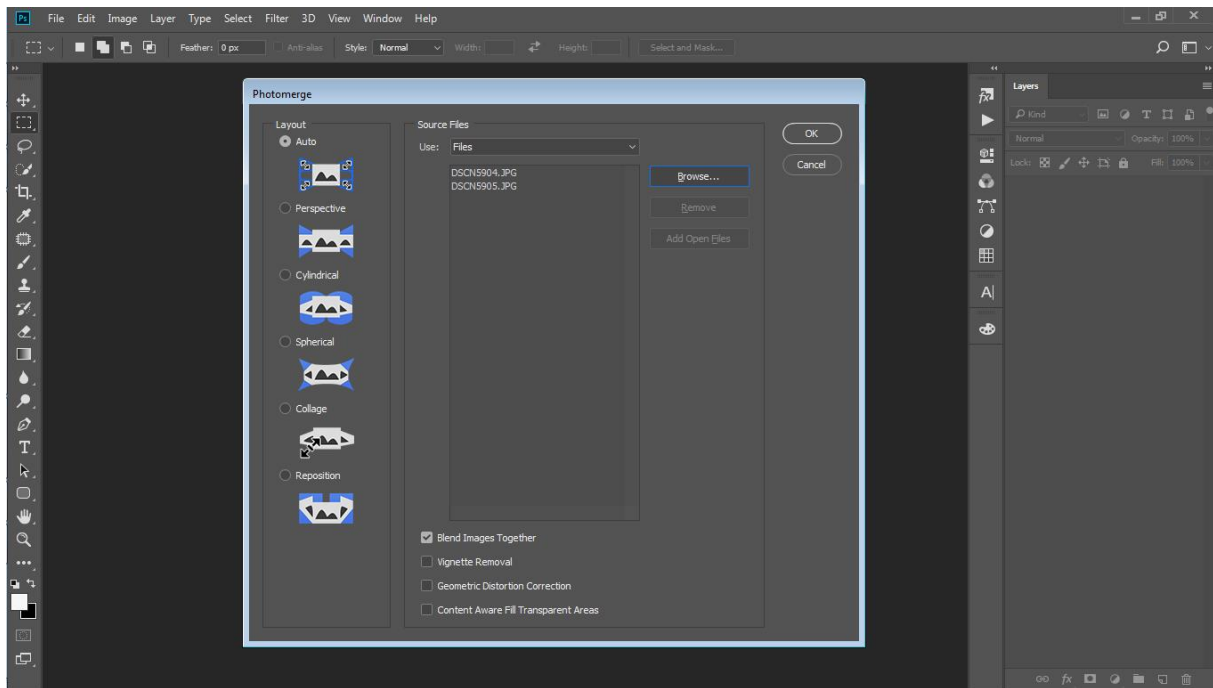 Ps File Edit Image Layer Type Select Filter 3D View Window Help
Feather: 0 px Anti-alias Style: Normal Width: Height: Select and Mask...
Photomerge
Layout
Auto
Perspective
Cylindrical
Spherical
Collage
Reposition
Source Files
Use: Files
DSCN5904.JPG
DSCN5905.JPG
Browse...
Remove
Add Open Files
OK
Cancel
Blend Images Together
Vignette Removal
Geometric Distortion Correction
Content Aware Fill Transparent Areas
Layers
Kind
Normal Opacity: 100%
Lock: Fill: 100%